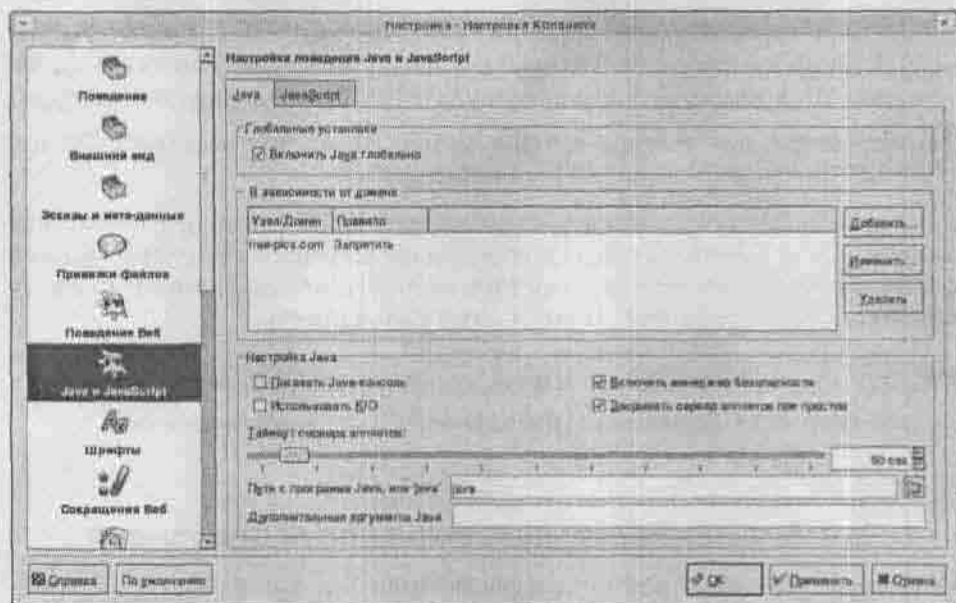 Настройка - Настройка Konqueror
Поведение
Внешний вид
Эскизы и мета-данные
Привязки файлов
Поведение Веб
Java и JavaScript
Шрифты
Сокращения Веб
Настройка поведения Java и JavaScript
Java
JavaScript
Глобальные установки
Включить Java глобально
В зависимости от домена
Узел/Домен Правило
free-pics.com Запретить
Добавить...
Изменить...
Удалить
Настройка Java
Показать Java-консоль
Включить менеджер безопасности
Использовать KIO
Закрывать сервер апплетов при простое
Таймаут сервера апплетов:
60 сек
Путь к программе Java, или 'java'
java
Дополнительные аргументы Java
Справка
По умолчанию
OK
Применить
Отмена